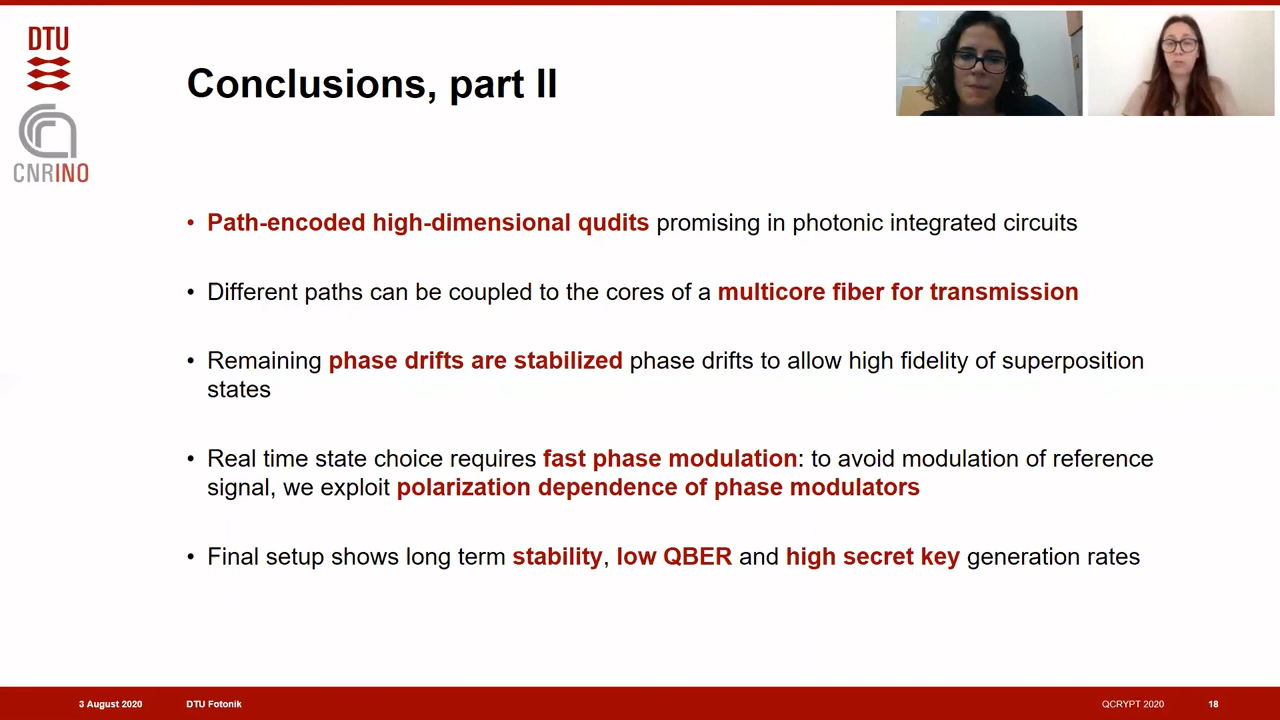 DTU
CNRINO
Conclusions, part II
• Path-encoded high-dimensional qudits promising in photonic integrated circuits
• Different paths can be coupled to the cores of a multicore fiber for transmission
• Remaining phase drifts are stabilized phase drifts to allow high fidelity of superposition
states
• Real time state choice requires fast phase modulation: to avoid modulation of reference
signal, we exploit polarization dependence of phase modulators
• Final setup shows long term stability, low QBER and high secret key generation rates
3 August 2020 DTU Fotonik QCRYPT 2020 18